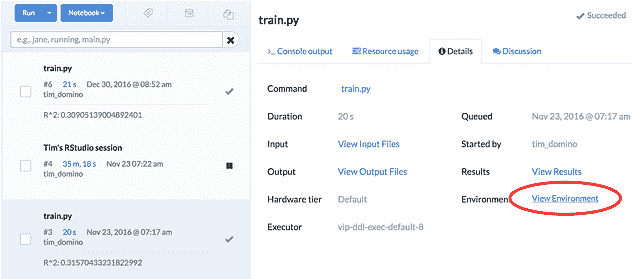 Run
Notebook
e.g., jane, running, main.py
train.py
#6 21 s Dec 30, 2016 @ 08:52 am
tim_domino
R^2: 0.30905139004892401
Tim's RStudio session
#4 35 m, 18 s Nov 23 07:22 am
tim_domino
train.py
#3 20 s Nov 23, 2016 @ 07:17 am
tim_domino
R^2: 0.31570433231822992
train.py
Succeeded
>_ Console output Resource usage Details Discussion
Command train.py
Duration 20 s Queued Nov 23, 2016 @ 07:17 am
Input View Input Files Started by tim_domino
Output View Output Files Results View Results
Hardware tier Default Environment View Environment
Executor vip-ddl-exec-default-8